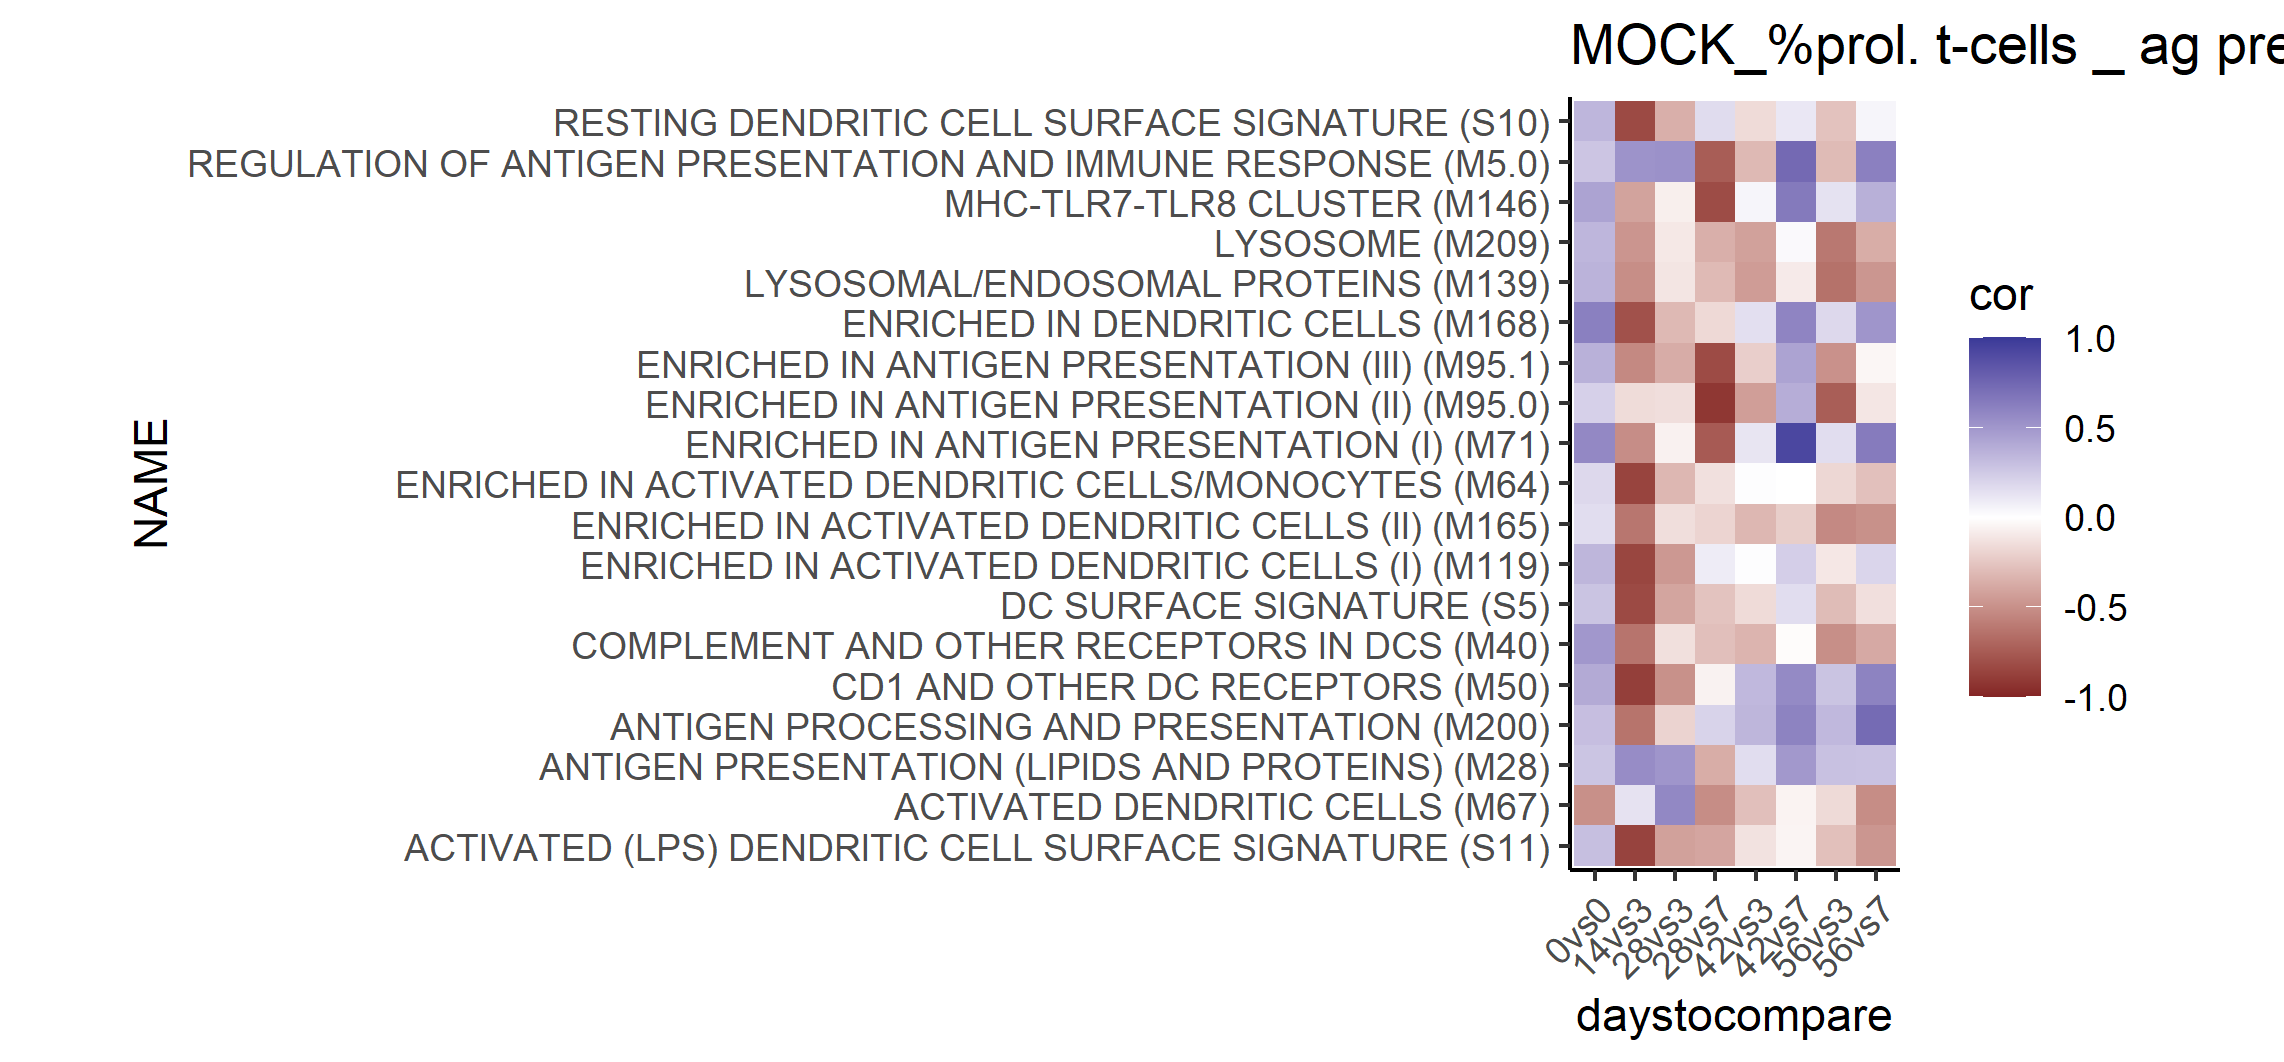 MOCK_%prol. t-cells _ ag pre
RESTING DENDRITIC CELL SURFACE SIGNATURE (S10)
REGULATION OF ANTIGEN PRESENTATION AND IMMUNE RESPONSE (M5.0)
MHC-TLR7-TLR8 CLUSTER (M146)
LYSOSOME (M209)
LYSOSOMAL/ENDOSOMAL PROTEINS (M139)
ENRICHED IN DENDRITIC CELLS (M168)
ENRICHED IN ANTIGEN PRESENTATION (III) (M95.1)
ENRICHED IN ANTIGEN PRESENTATION (II) (M95.0)
ENRICHED IN ANTIGEN PRESENTATION (I) (M71)
ENRICHED IN ACTIVATED DENDRITIC CELLS/MONOCYTES (M64)
ENRICHED IN ACTIVATED DENDRITIC CELLS (II) (M165)
ENRICHED IN ACTIVATED DENDRITIC CELLS (I) (M119)
DC SURFACE SIGNATURE (S5)
COMPLEMENT AND OTHER RECEPTORS IN DCS (M40)
CD1 AND OTHER DC RECEPTORS (M50)
ANTIGEN PROCESSING AND PRESENTATION (M200)
ANTIGEN PRESENTATION (LIPIDS AND PROTEINS) (M28)
ACTIVATED DENDRITIC CELLS (M67)
ACTIVATED (LPS) DENDRITIC CELL SURFACE SIGNATURE (S11)
NAME
0vs0
14vs3
28vs3
28vs7
42vs3
42vs7
56vs3
56vs7
daystocompare
cor
1.0
0.5
0.0
-0.5
-1.0